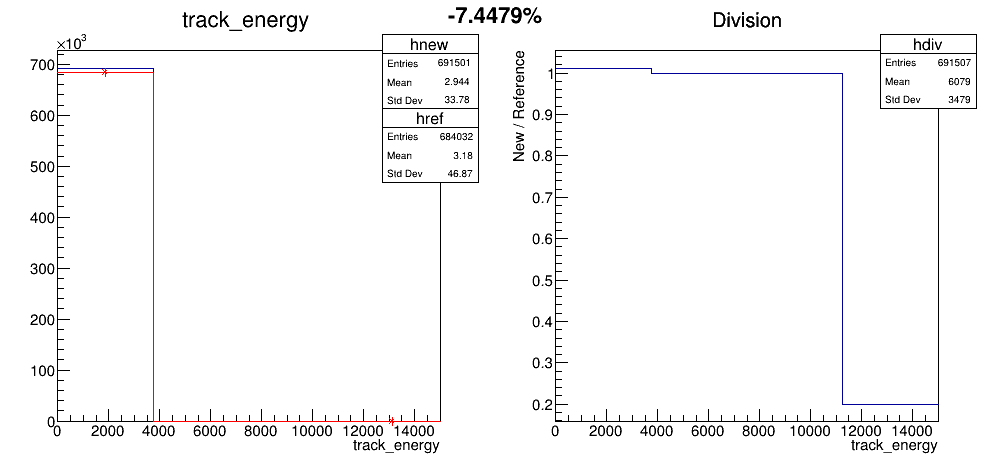 -7.4479%
track_energy
×10³
700
600
500
400
300
200
100
0
0 2000 4000 6000 8000 10000 12000 14000
track_energy
hnew
Entries 691501
Mean 2.944
Std Dev 33.78
href
Entries 684032
Mean 3.18
Std Dev 46.87
Division
New / Reference
1
0.9
0.8
0.7
0.6
0.5
0.4
0.3
0.2
0 2000 4000 6000 8000 10000 12000 14000
track_energy
hdiv
Entries 691507
Mean 6079
Std Dev 3479